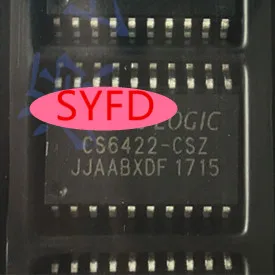 SYFD
LOGIC
CS6422-CSZ
JJAABXDF 1715